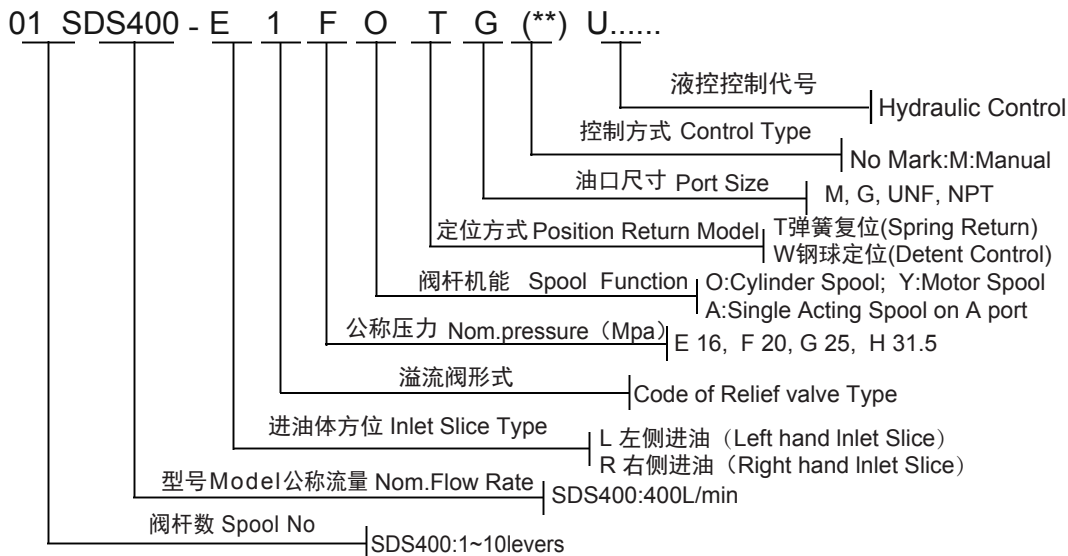 01 SDS400 - E 1 F O T G (**) U......
液控控制代号
Hydraulic Control
控制方式 Control Type
No Mark:M:Manual
油口尺寸 Port Size
M, G, UNF, NPT
定位方式 Position Return Model
T弹簧复位(Spring Return)
W钢球定位(Detent Control)
阀杆机能 Spool Function
O:Cylinder Spool; Y:Motor Spool
A:Single Acting Spool on A port
公称压力 Nom.pressure（Mpa）
E 16, F 20, G 25, H 31.5
溢流阀形式
Code of Relief valve Type
进油体方位 Inlet Slice Type
L 左侧进油（Left hand Inlet Slice）
R 右侧进油（Right hand Inlet Slice）
型号Model公称流量 Nom.Flow Rate
SDS400:400L/min
阀杆数 Spool No
SDS400:1~10levers